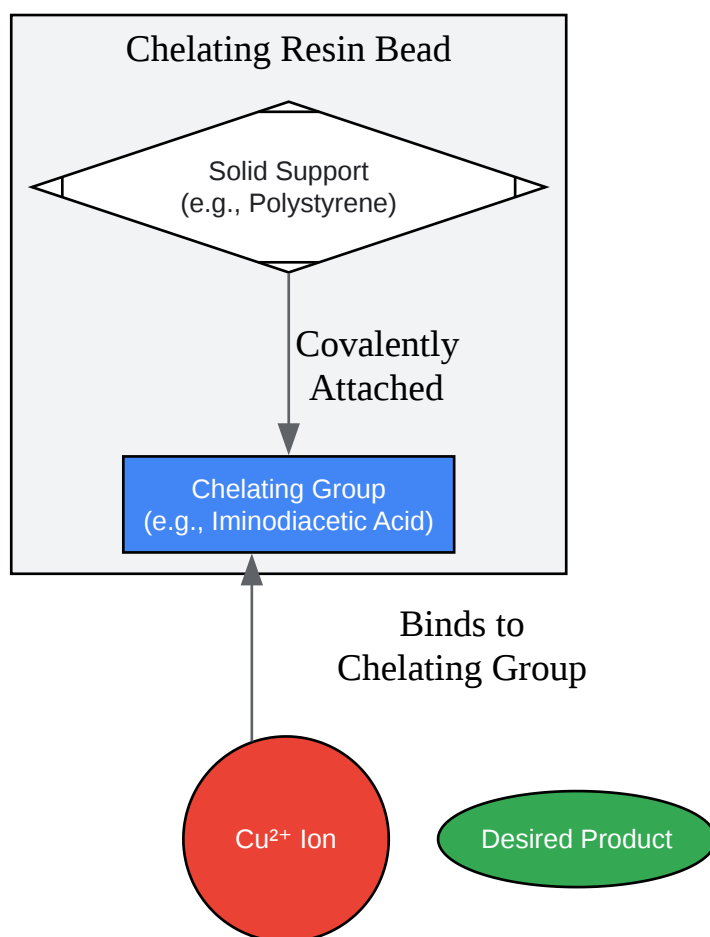 Chelating Resin Bead
Solid Support
(e.g., Polystyrene)
Covalently
Attached
Chelating Group
(e.g., Iminodiacetic Acid)
Binds to
Chelating Group
Cu²⁺ Ion
Desired Product